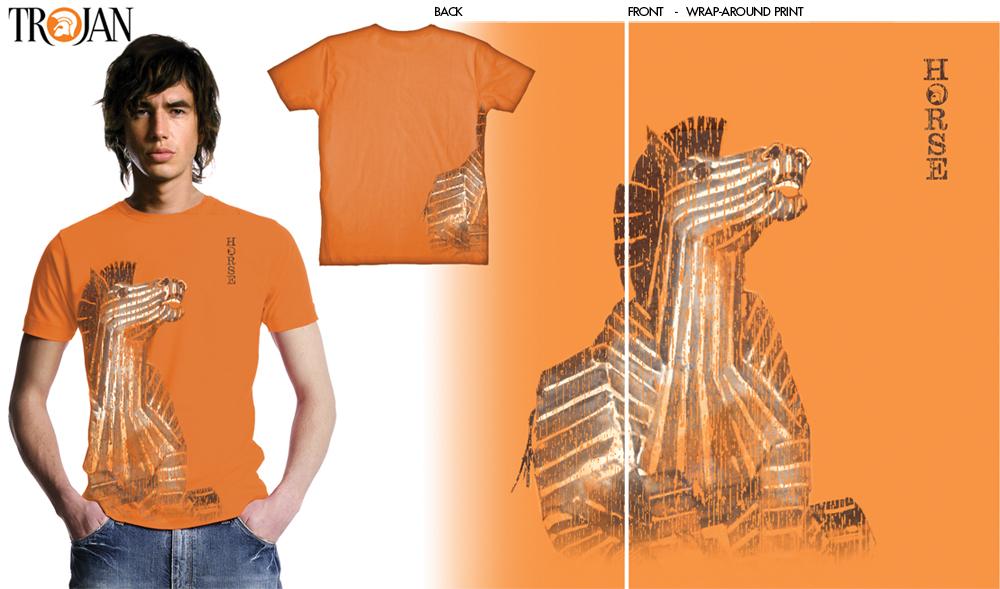 TROJAN
BACK
FRONT - WRAP-AROUND PRINT
HORSE
HORSE